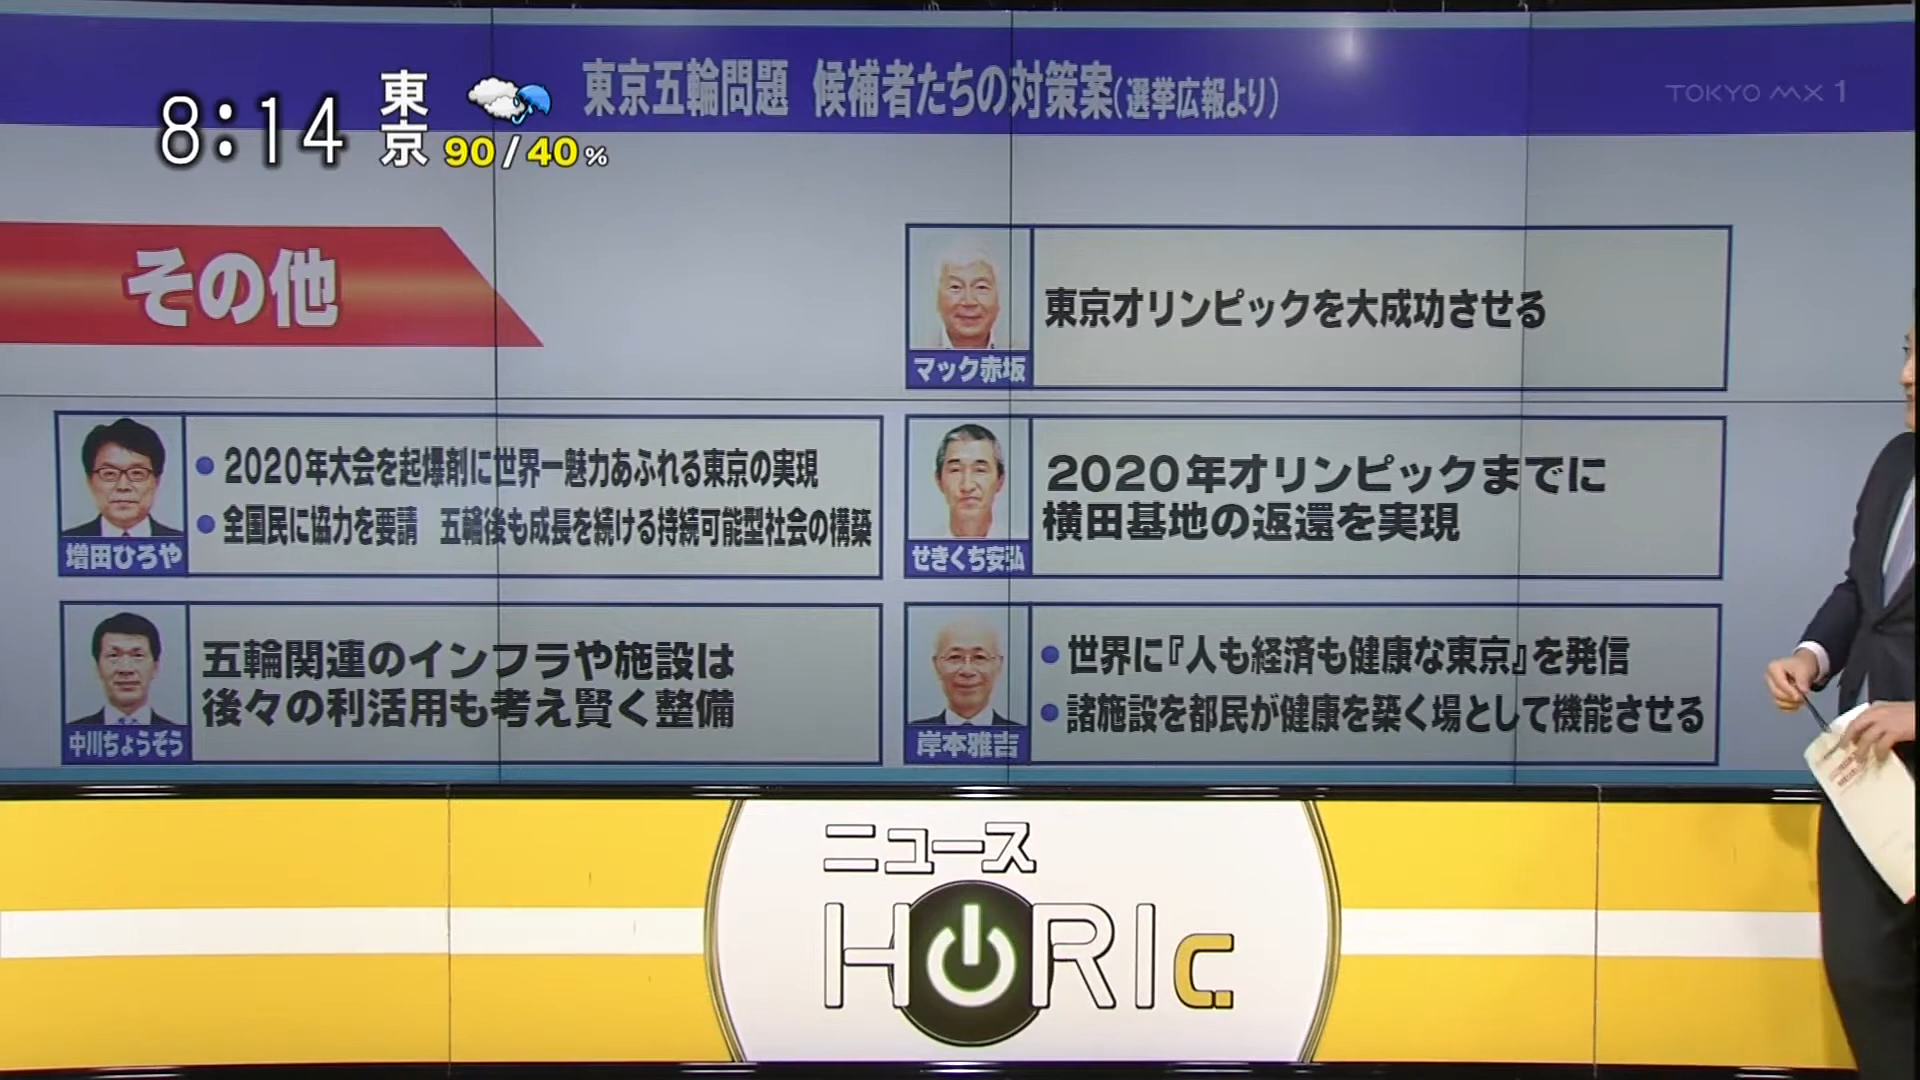 8:14
東京
90/40%
東京五輪問題 候補者たちの対策案(選挙広報より)
TOKYO MX 1
その他
マック赤坂
東京オリンピックを大成功させる
増田ひろや
●2020年大会を起爆剤に世界一魅力あふれる東京の実現
●全国民に協力を要請 五輪後も成長を続ける持続可能型社会の構築
せきぐち安弘
2020年オリンピックまでに
横田基地の返還を実現
中川ちょうぞう
五輪関連のインフラや施設は
後々の利活用も考え賢く整備
岸本雅吉
●世界に『人も経済も健康な東京』を発信
●諸施設を都民が健康を築く場として機能させる
ニュース
HORIC